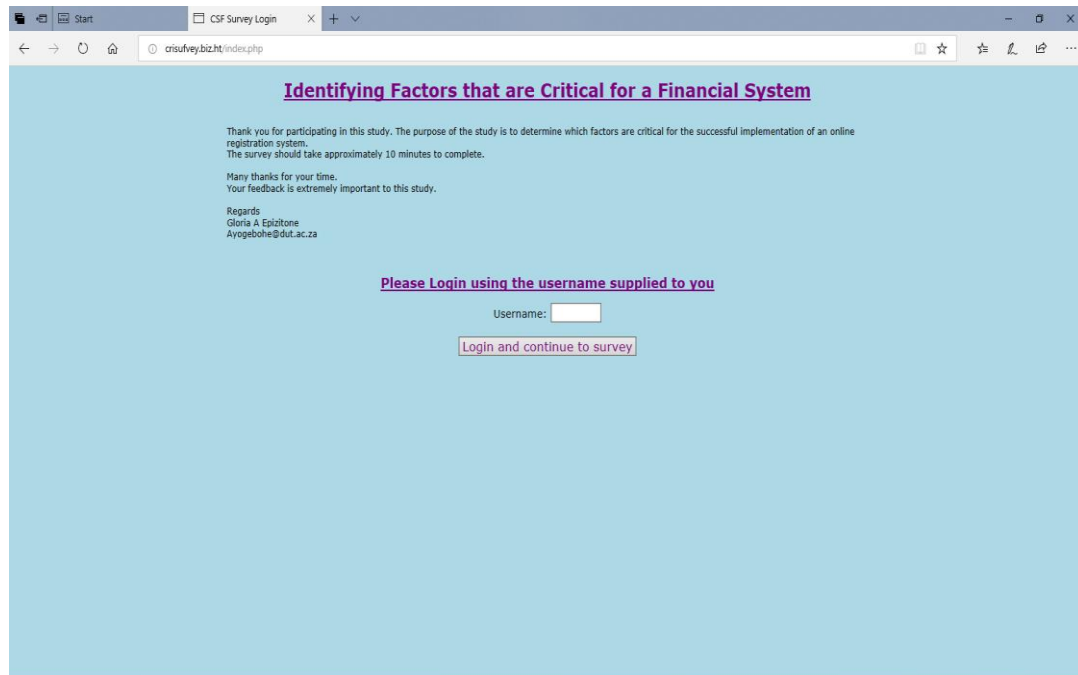 Start
CSF Survey Login
crisufvey.biz.ht/index.php
Identifying Factors that are Critical for a Financial System
Thank you for participating in this study. The purpose of the study is to determine which factors are critical for the successful implementation of an online
registration system.
The survey should take approximately 10 minutes to complete.
Many thanks for your time.
Your feedback is extremely important to this study.
Regards
Gloria A Epizitone
Ayogebohe@dut.ac.za
Please Login using the username supplied to you
Username:
Login and continue to survey